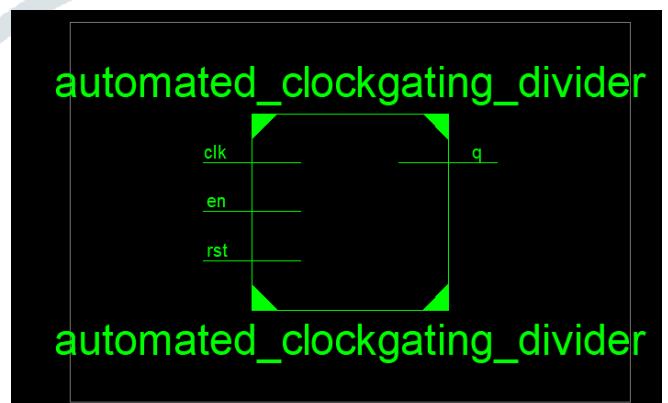 automated_clockgating_divider
clk
q
en
rst
automated_clockgating_divider